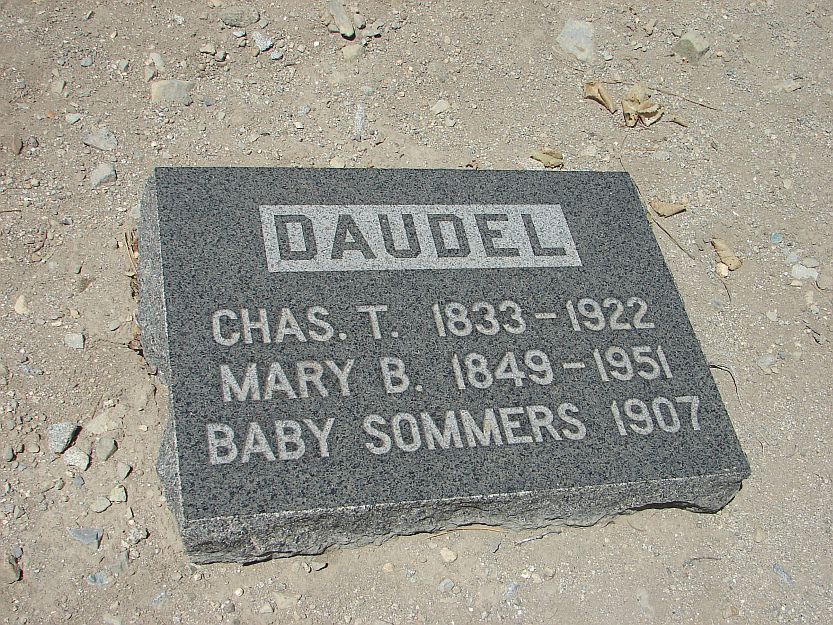 DAUDEL
CHAS. T. 1833 - 1922
MARY B. 1849 - 1951
BABY SOMMERS 1907